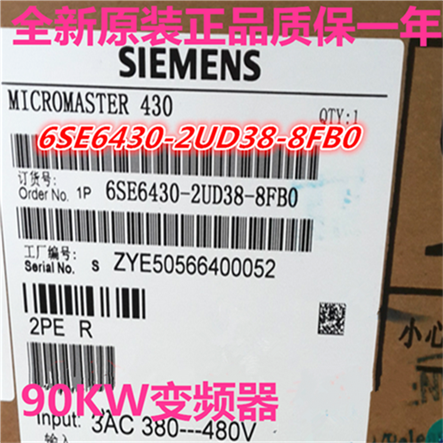 全新原装正品质保一年
SIEMENS
MICROMASTER 430
QTY:1
6SE6430-2UD38-8FB0
订货号:
Order No. 1P 6SE6430-2UD38-8FB0
工厂编号:
Serial No. S ZYE50566400052
2PE R
小心
90KW变频器
Input: 3AC 380---480V
输入